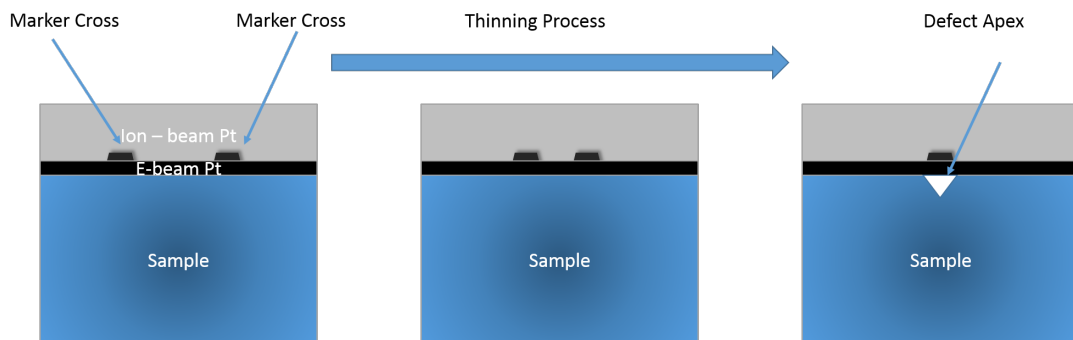 Marker Cross
Marker Cross
Thinning Process
Defect Apex
Ion – beam Pt
E-beam Pt
Sample
Sample
Sample